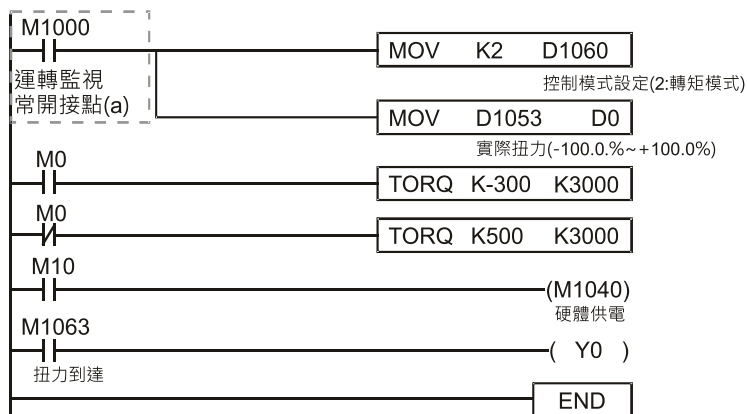 M1000
MOV K2 D1060
運轉監視
常開接點(a)
控制模式設定(2:轉矩模式)
MOV D1053 D0
實際扭力(-100.0.%~+100.0%)
M0
TORQ K-300 K3000
M0
TORQ K500 K3000
M10
(M1040)
硬體供電
M1063
( Y0 )
扭力到達
END